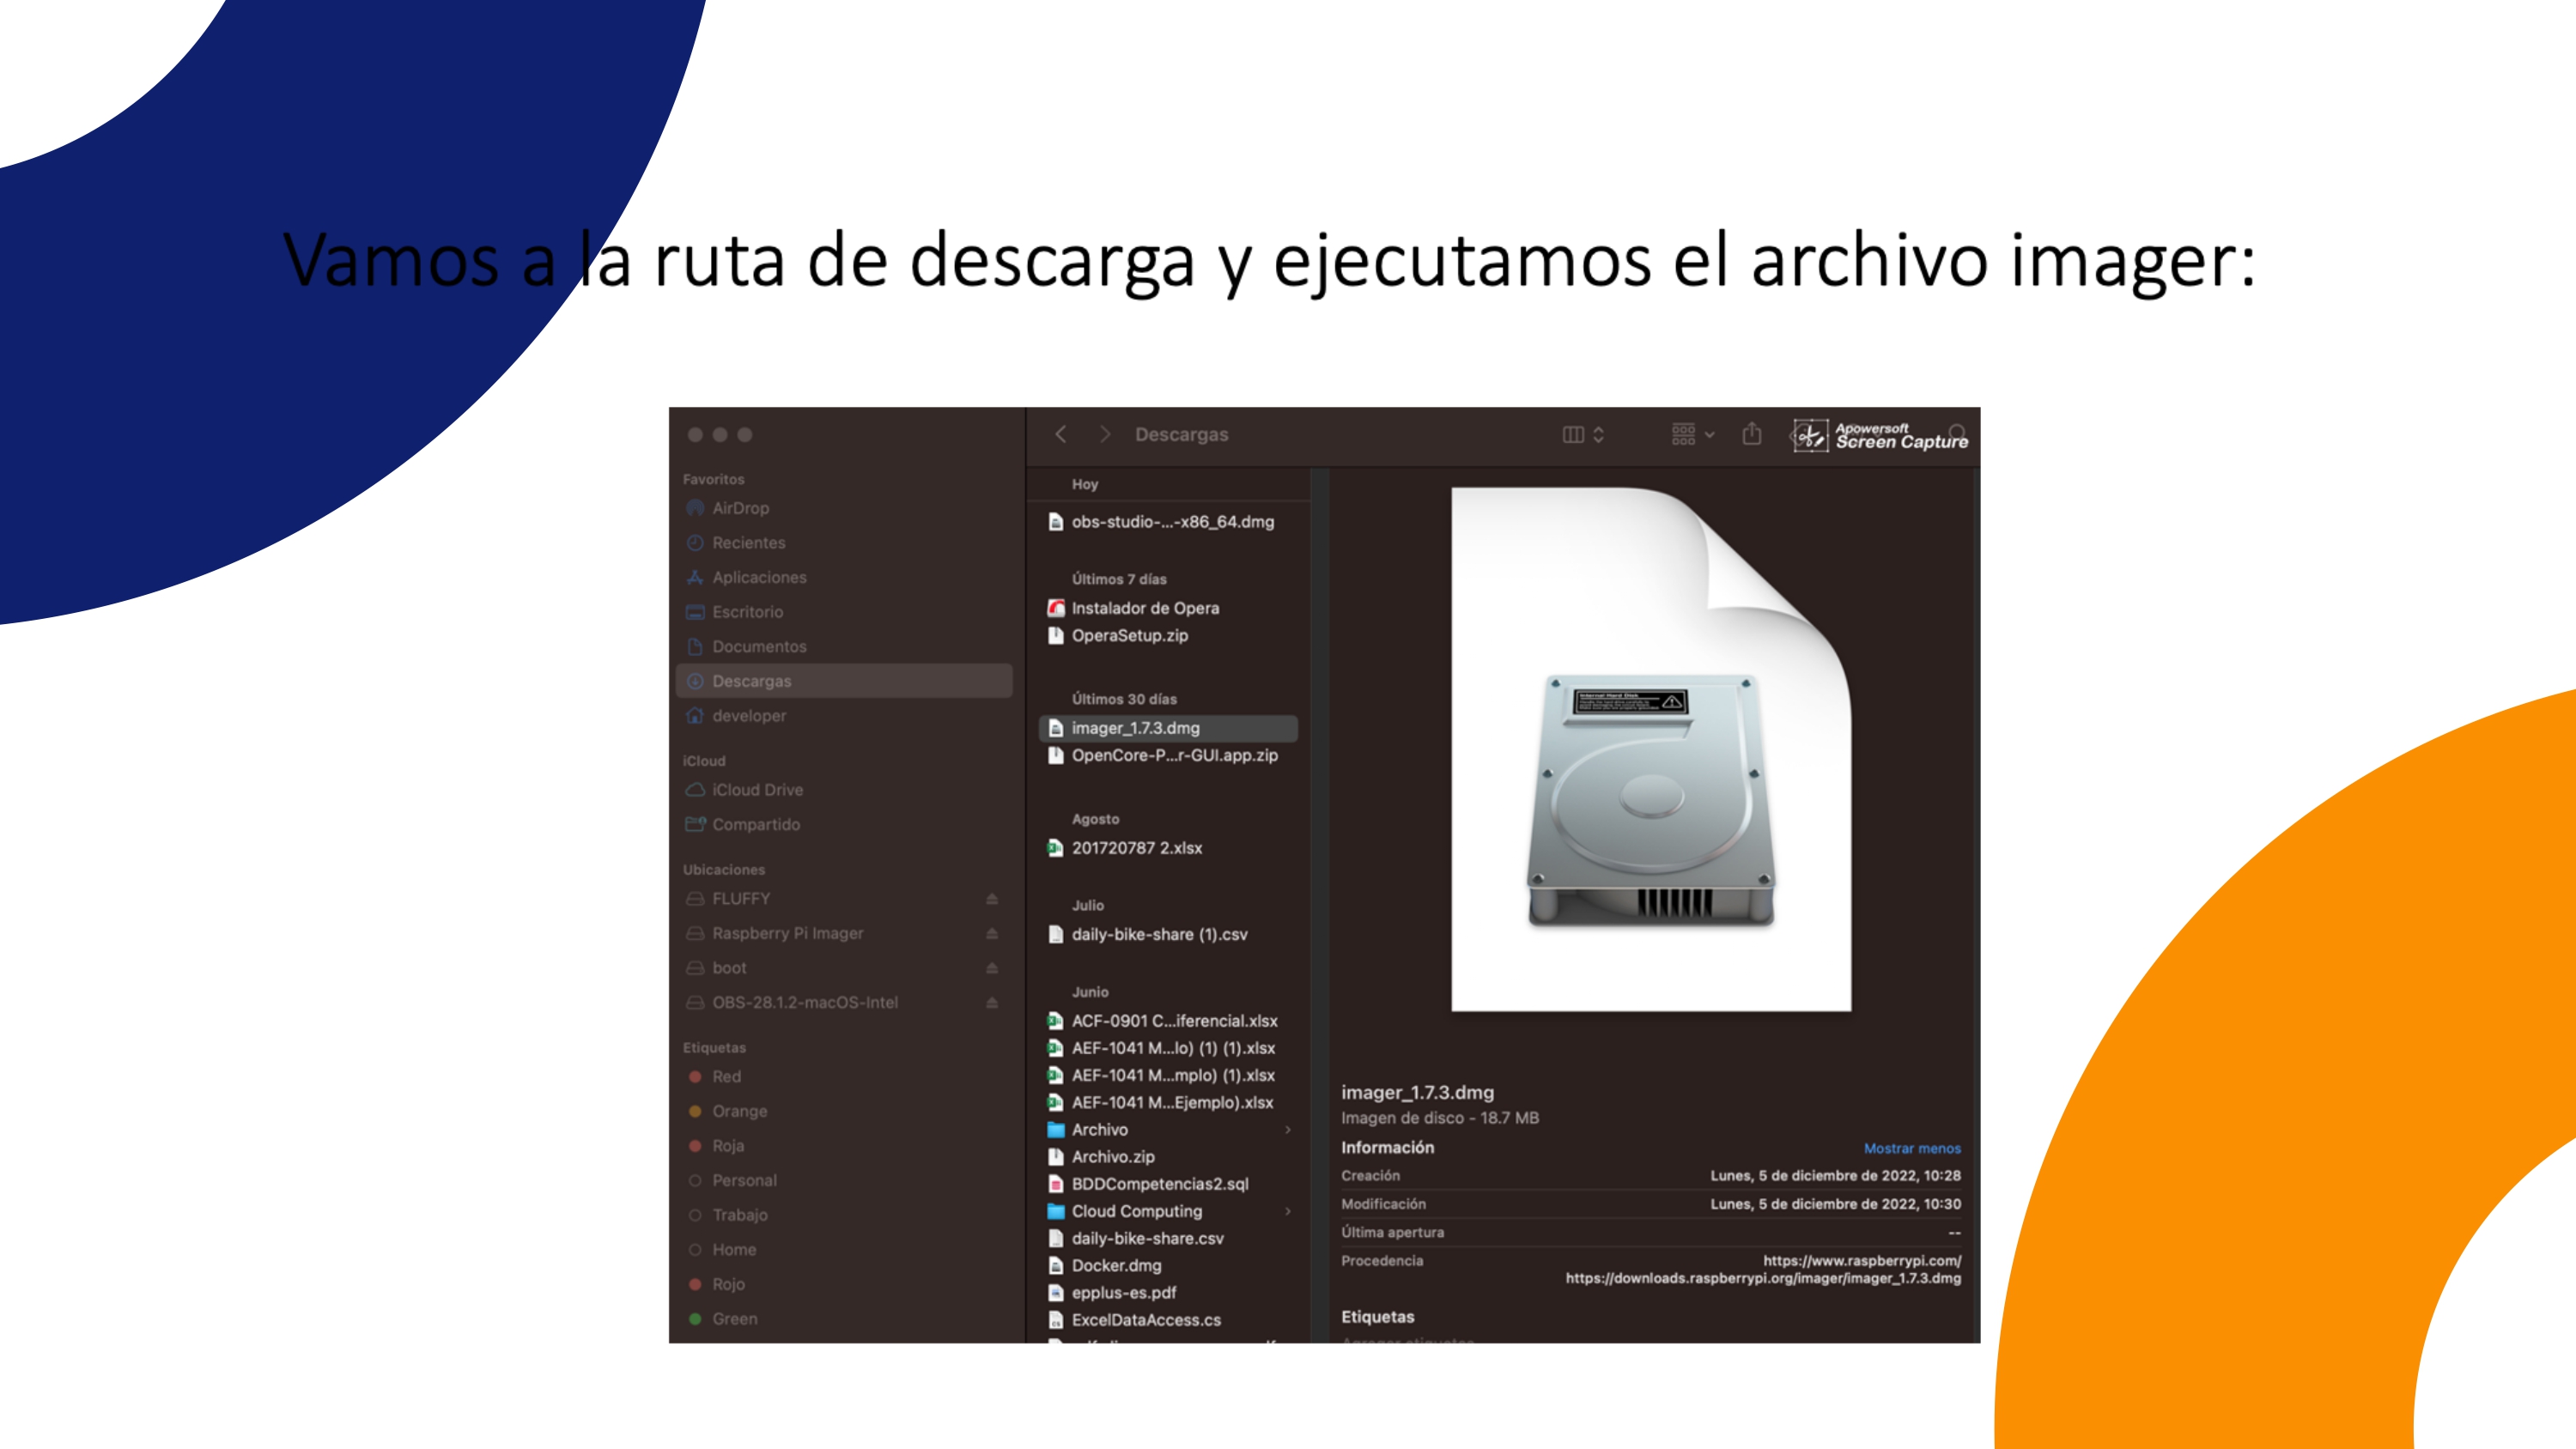 Vamos a la ruta de descarga y ejecutamos el archivo imager:
Descargas
Apowersoft
Screen Capture
Favoritos
AirDrop
Recientes
Aplicaciones
Escritorio
Documentos
Descargas
developer
iCloud
iCloud Drive
Compartido
Ubicaciones
FLUFFY
Raspberry Pi Imager
boot
OBS-28.1.2-macOS-Intel
Etiquetas
Red
Orange
Roja
Personal
Trabajo
Home
Rojo
Green
Hoy
obs-studio-...-x86_64.dmg
Últimos 7 días
Instalador de Opera
OperaSetup.zip
Últimos 30 días
imager_1.7.3.dmg
OpenCore-P...r-GUI.app.zip
Agosto
201720787 2.xlsx
Julio
daily-bike-share (1).csv
Junio
ACF-0901 C...iferencial.xlsx
AEF-1041 M...lo) (1) (1).xlsx
AEF-1041 M...mplo) (1).xlsx
AEF-1041 M...Ejemplo).xlsx
Archivo
Archivo.zip
BDDCompetencias2.sql
Cloud Computing
daily-bike-share.csv
Docker.dmg
epplus-es.pdf
ExcelDataAccess.cs
Internal Hard Disk
imager_1.7.3.dmg
Imagen de disco - 18.7 MB
Información Mostrar menos
Creación Lunes, 5 de diciembre de 2022, 10:28
Modificación Lunes, 5 de diciembre de 2022, 10:30
Última apertura --
Procedencia https://www.raspberrypi.com/
https://downloads.raspberrypi.org/imager/imager_1.7.3.dmg
Etiquetas